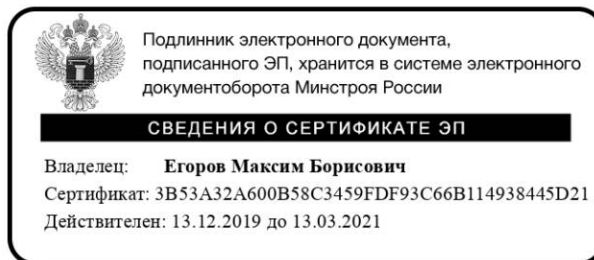 Подлинник электронного документа,
подписанного ЭП, хранится в системе электронного
документоборота Минстроя России
СВЕДЕНИЯ О СЕРТИФИКАТЕ ЭП
Владелец: Егоров Максим Борисович
Сертификат: 3B53A32A600B58C3459FDF93C66B114938445D21
Действителен: 13.12.2019 до 13.03.2021